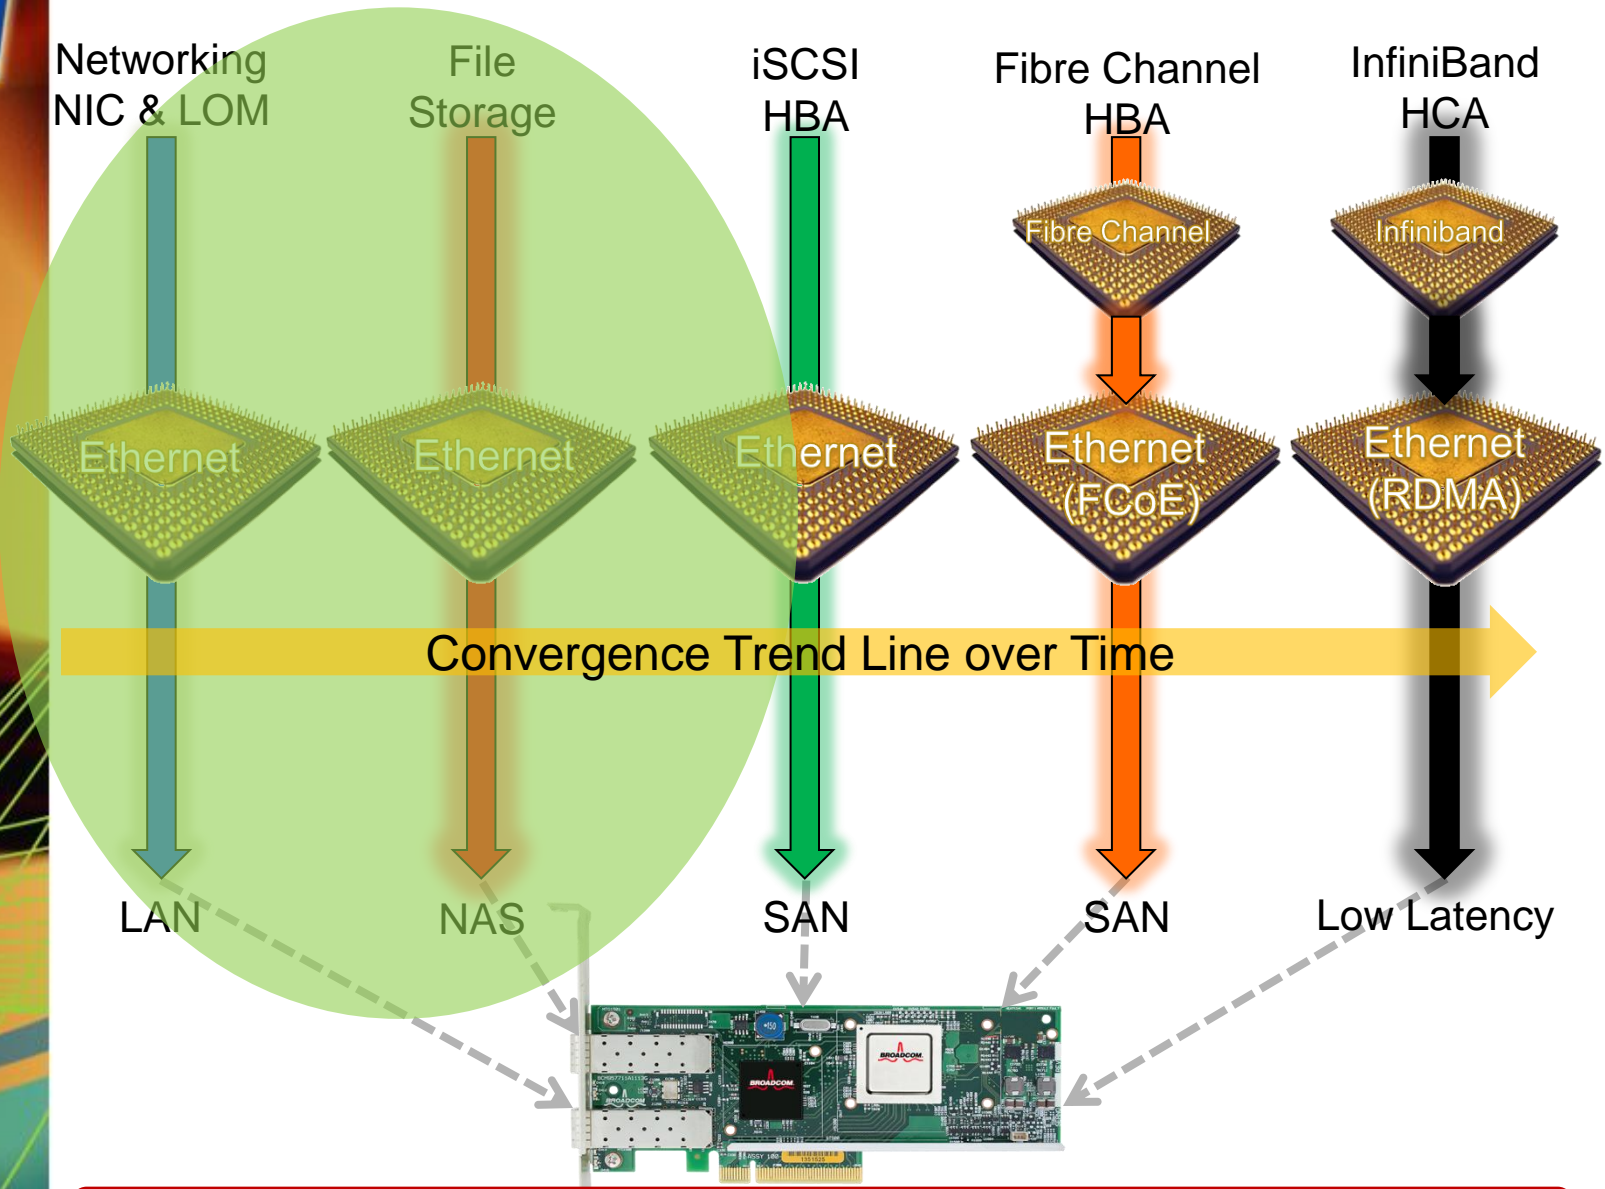 Networking
NIC & LOM
File
Storage
iSCSI
HBA
Fibre Channel
HBA
InfiniBand
HCA
Fibre Channel
Infiniband
Ethernet
Ethernet
Ethernet
Ethernet
(FCoE)
Ethernet
(RDMA)
Convergence Trend Line over Time
LAN
NAS
SAN
SAN
Low Latency
BROADCOM
BROADCOM
BROADCOM